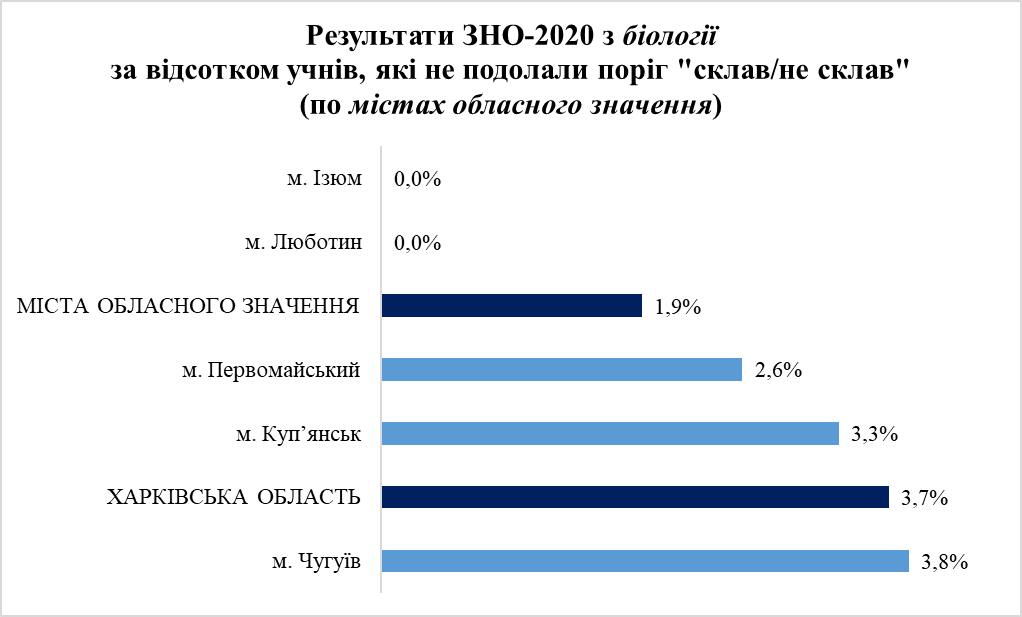 Результати ЗНО-2020 з біології
за відсотком учнів, які не подолали поріг "склав/не склав"
(по містах обласного значення)
м. Ізюм 0,0%
м. Люботин 0,0%
МІСТА ОБЛАСНОГО ЗНАЧЕННЯ 1,9%
м. Первомайський 2,6%
м. Куп’янськ 3,3%
ХАРКІВСЬКА ОБЛАСТЬ 3,7%
м. Чугуїв 3,8%